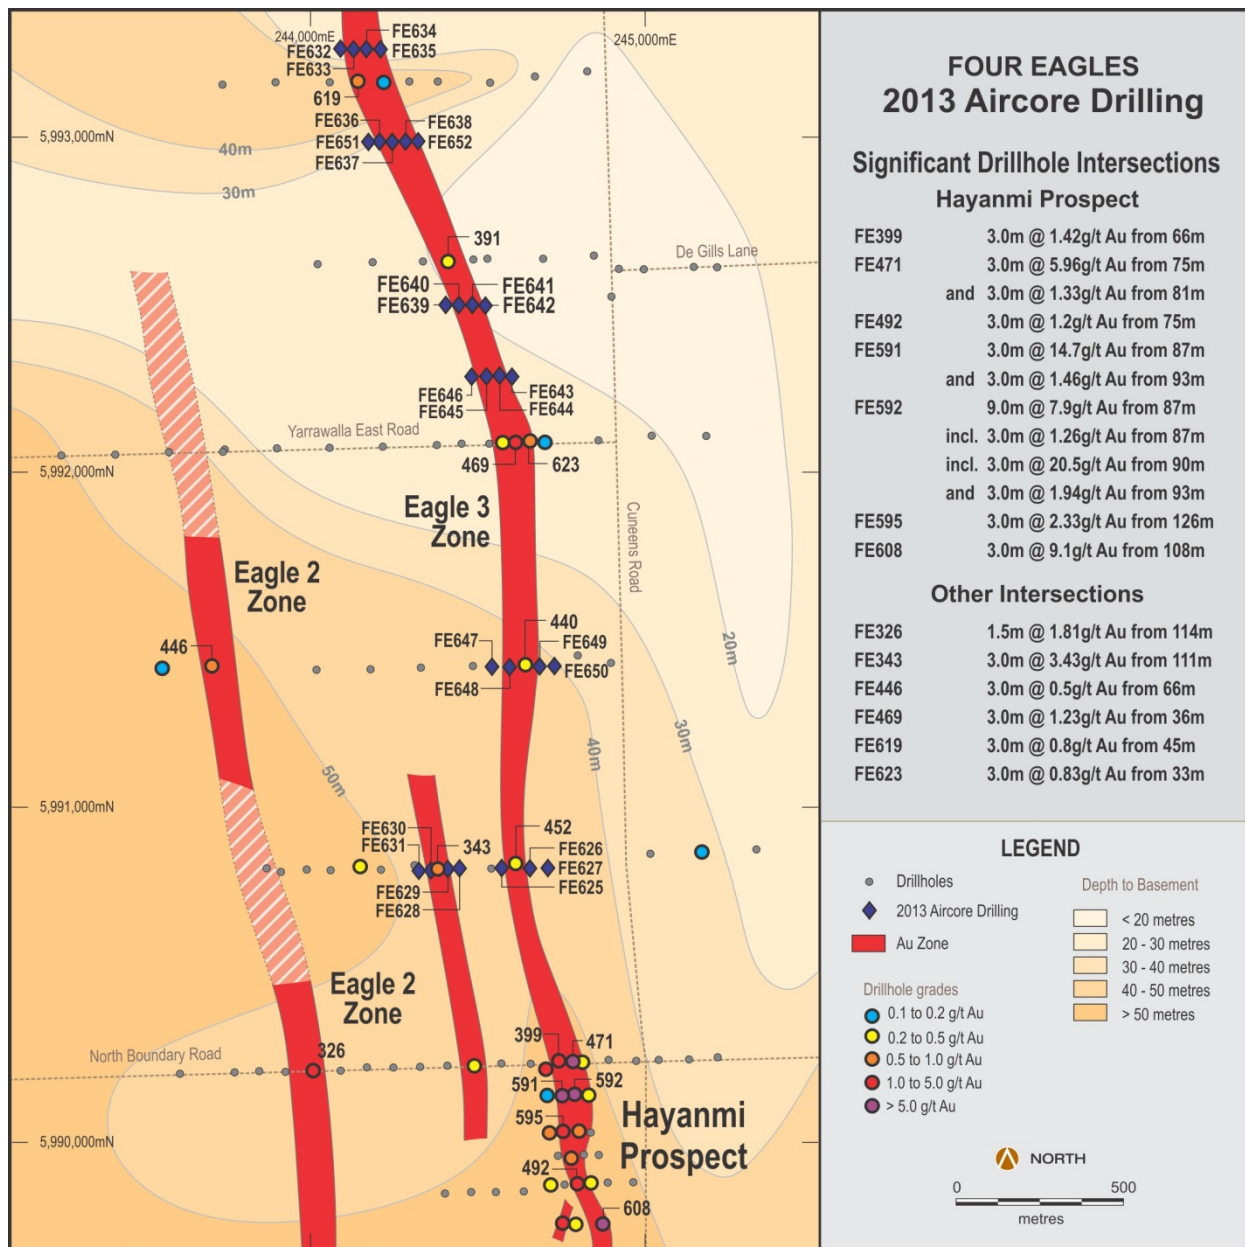 244,000mE
245,000mE
FE634
FE632
FE635
FE633
619
FE636
FE638
5,993,000mN
FE651
FE652
FE637
40m
30m
391
De Gills Lane
FE640
FE641
FE639
FE642
FE646
FE643
FE645
FE644
Yarrawalla East Road
469
623
5,992,000mN
Eagle 3
Zone
Cuneens Road
Eagle 2
Zone
440
FE647
FE649
446
FE650
FE648
20m
30m
40m
50m
5,991,000mN
452
FE630
343
FE626
FE631
FE627
FE629
FE625
FE628
Eagle 2
Zone
399
471
North Boundary Road
326
591
592
595
Hayanmi
Prospect
5,990,000mN
492
608
FOUR EAGLES
2013 Aircore Drilling
Significant Drillhole Intersections
Hayanmi Prospect
FE399 3.0m @ 1.42g/t Au from 66m
FE471 3.0m @ 5.96g/t Au from 75m
and 3.0m @ 1.33g/t Au from 81m
FE492 3.0m @ 1.2g/t Au from 75m
FE591 3.0m @ 14.7g/t Au from 87m
and 3.0m @ 1.46g/t Au from 93m
FE592 9.0m @ 7.9g/t Au from 87m
incl. 3.0m @ 1.26g/t Au from 87m
incl. 3.0m @ 20.5g/t Au from 90m
and 3.0m @ 1.94g/t Au from 93m
FE595 3.0m @ 2.33g/t Au from 126m
FE608 3.0m @ 9.1g/t Au from 108m
Other Intersections
FE326 1.5m @ 1.81g/t Au from 114m
FE343 3.0m @ 3.43g/t Au from 111m
FE446 3.0m @ 0.5g/t Au from 66m
FE469 3.0m @ 1.23g/t Au from 36m
FE619 3.0m @ 0.8g/t Au from 45m
FE623 3.0m @ 0.83g/t Au from 33m
LEGEND
Drillholes
2013 Aircore Drilling
Au Zone
Drillhole grades
0.1 to 0.2 g/t Au
0.2 to 0.5 g/t Au
0.5 to 1.0 g/t Au
1.0 to 5.0 g/t Au
> 5.0 g/t Au
Depth to Basement
< 20 metres
20 - 30 metres
30 - 40 metres
40 - 50 metres
> 50 metres
NORTH
0 500
metres